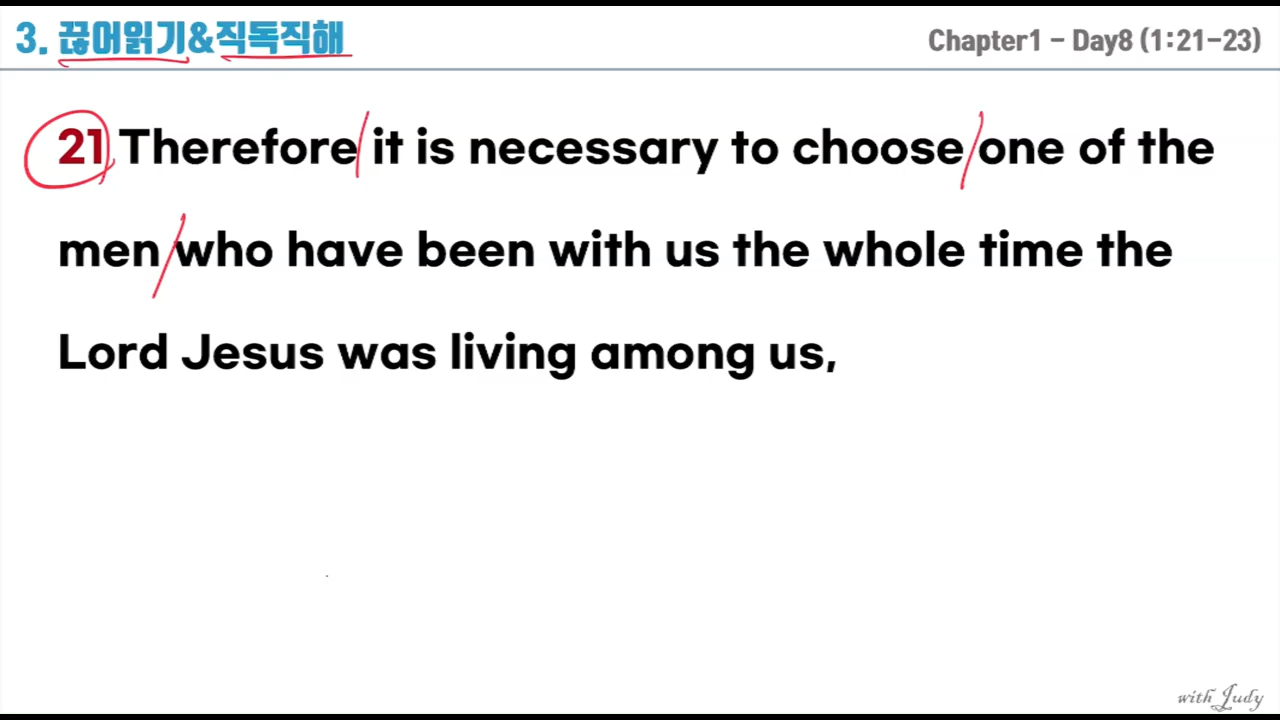 3. 끊어읽기&직독직해
Chapter1 - Day8 (1:21-23)
21 Therefore it is necessary to choose one of the
men who have been with us the whole time the
Lord Jesus was living among us,
with Judy